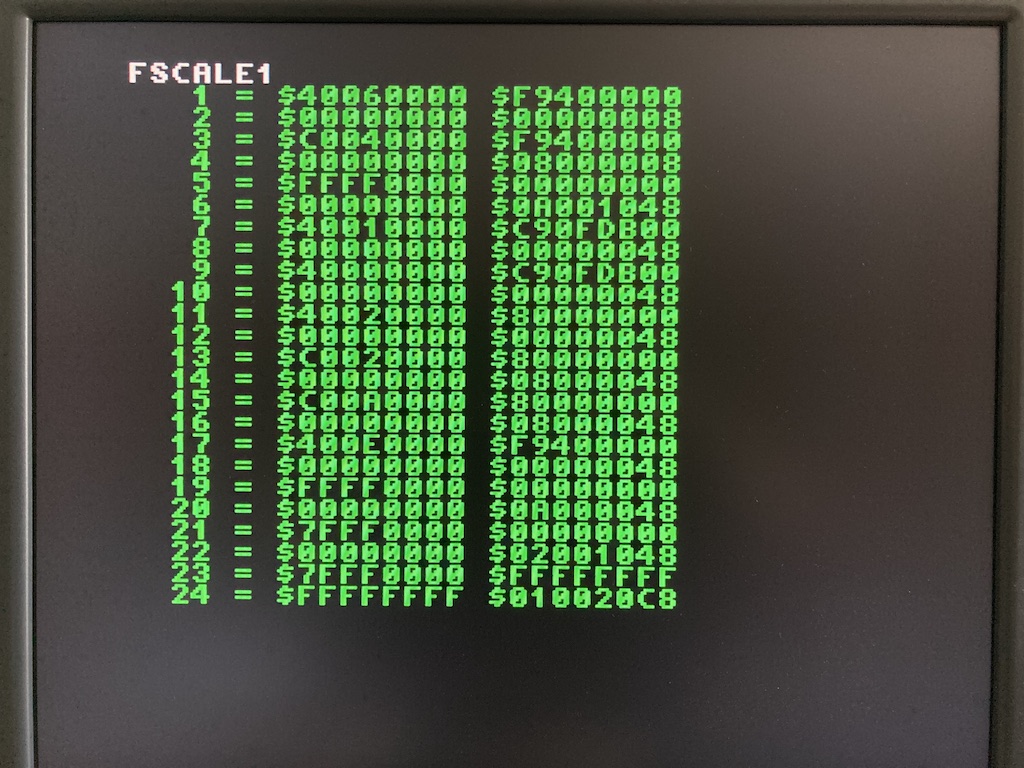 FSCALE1
1 = $40060000 $F9400000
2 = $00000000 $00000008
3 = $C0040000 $F9400000
4 = $00000000 $08000008
5 = $FFFF0000 $00000000
6 = $00000000 $0A001048
7 = $40010000 $C90FDB00
8 = $00000000 $00000048
9 = $40000000 $C90FDB00
10 = $00000000 $00000048
11 = $40020000 $80000000
12 = $00000000 $00000048
13 = $C0020000 $80000000
14 = $00000000 $08000048
15 = $C00A0000 $80000000
16 = $00000000 $08000048
17 = $400E0000 $F9400000
18 = $00000000 $00000048
19 = $FFFF0000 $00000000
20 = $00000000 $0A000048
21 = $7FFF0000 $00000000
22 = $00000000 $02001048
23 = $7FFF0000 $FFFFFFFF
24 = $FFFFFFFF $010020C8